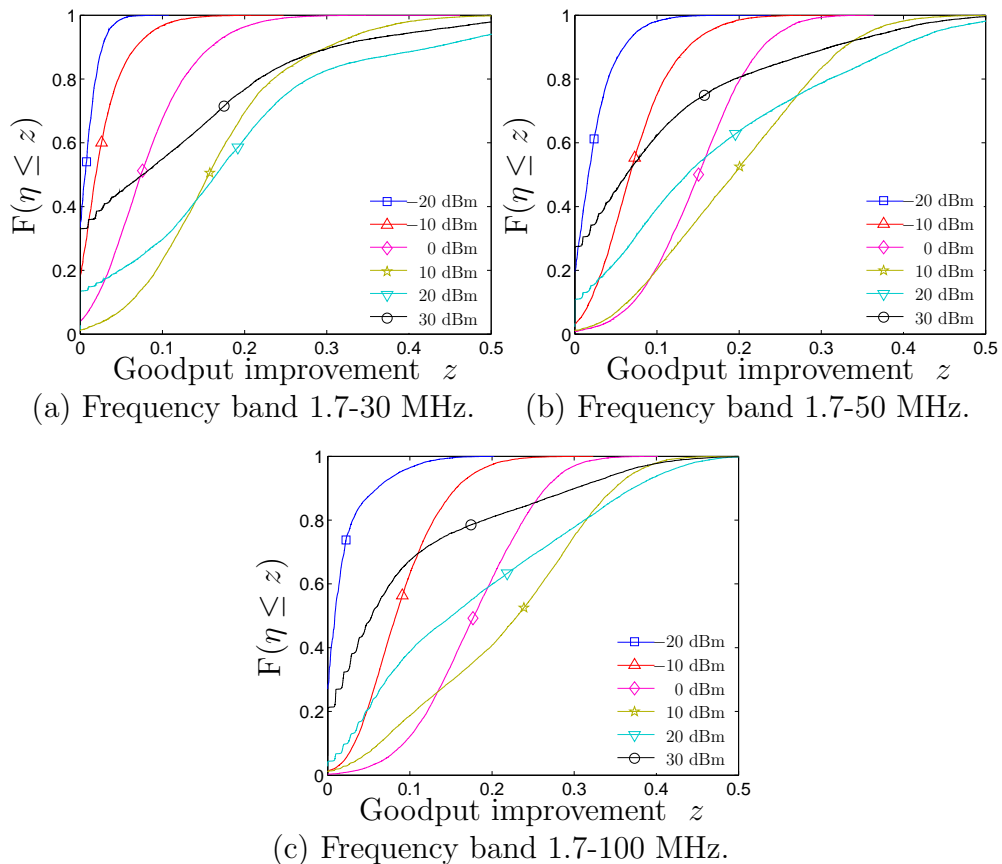 1
0.8
0.6
0.4
0.2
0
F(η ≤ z)
−20 dBm
−10 dBm
0 dBm
10 dBm
20 dBm
30 dBm
0 0.1 0.2 0.3 0.4 0.5
Goodput improvement z
(a) Frequency band 1.7-30 MHz.
1
0.8
0.6
0.4
0.2
0
F(η ≤ z)
−20 dBm
−10 dBm
0 dBm
10 dBm
20 dBm
30 dBm
0 0.1 0.2 0.3 0.4 0.5
Goodput improvement z
(b) Frequency band 1.7-50 MHz.
1
0.8
0.6
0.4
0.2
0
F(η ≤ z)
−20 dBm
−10 dBm
0 dBm
10 dBm
20 dBm
30 dBm
0 0.1 0.2 0.3 0.4 0.5
Goodput improvement z
(c) Frequency band 1.7-100 MHz.